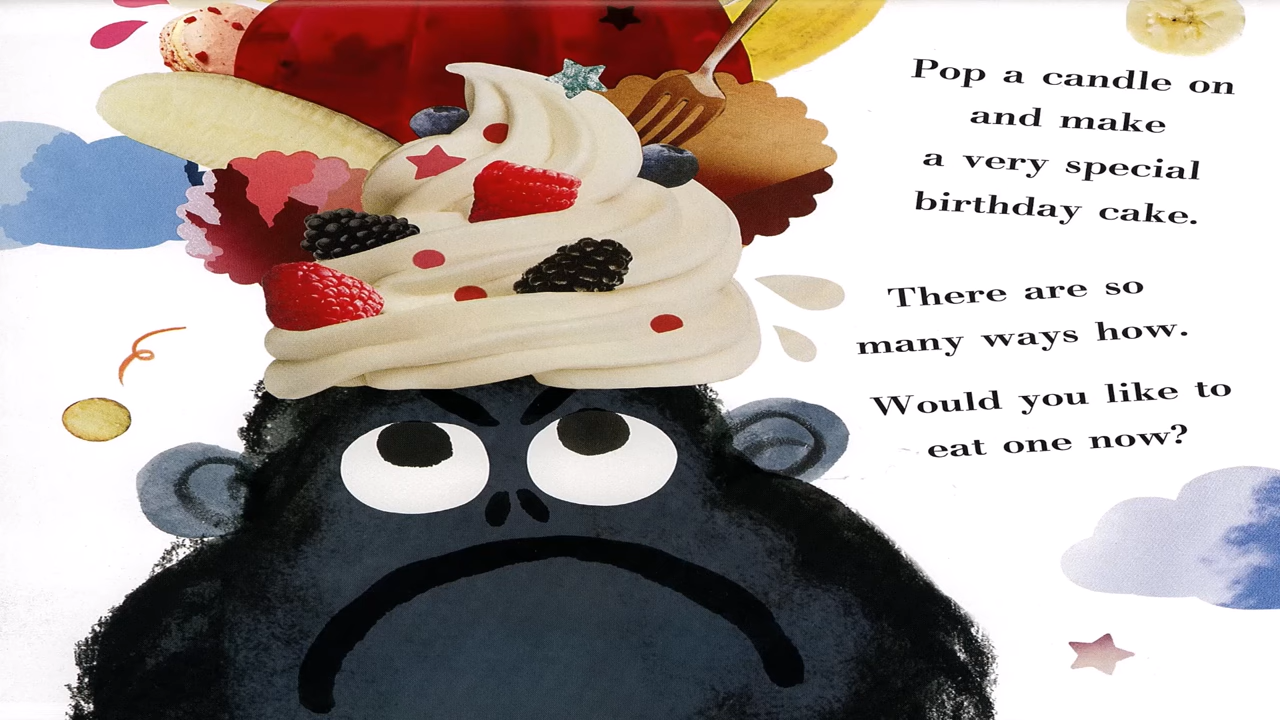 Pop a candle on
and make
a very special
birthday cake.
There are so
many ways how.
Would you like to
eat one now?